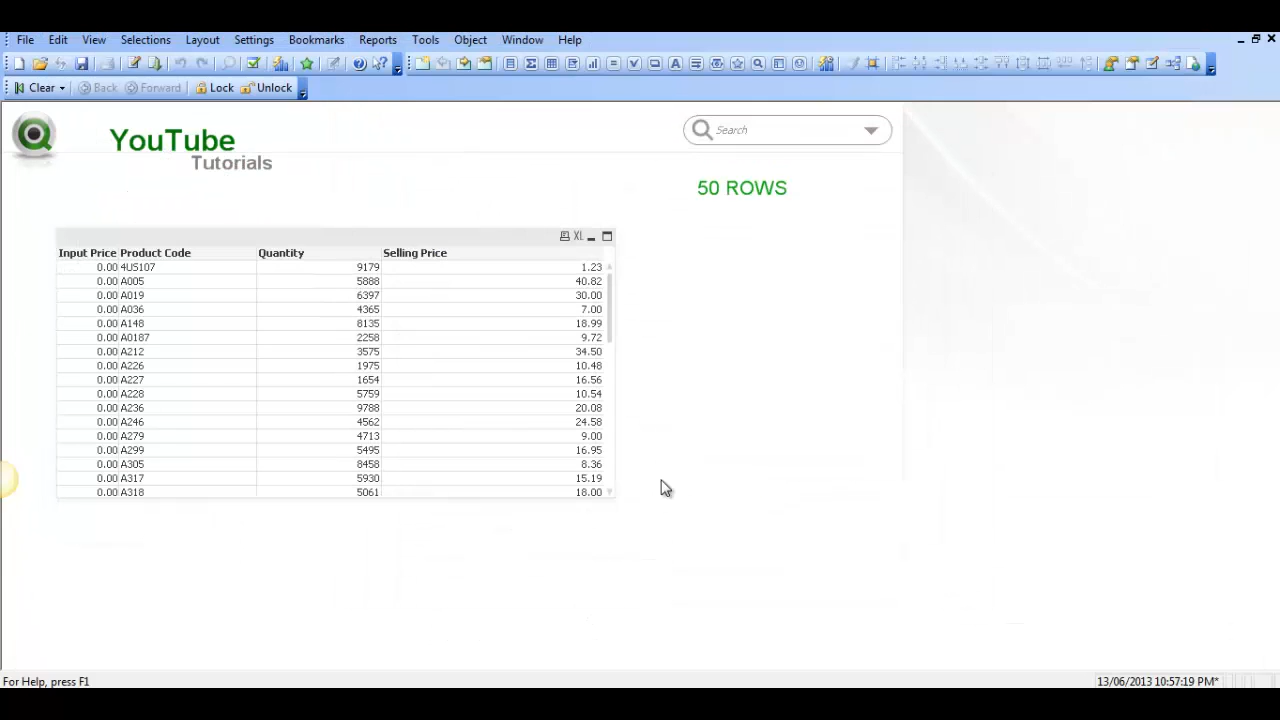 File Edit View Selections Layout Settings Bookmarks Reports Tools Object Window Help
Clear Back Forward Lock Unlock
YouTube
Tutorials
Search
50 ROWS
XL
Input Price Product Code Quantity Selling Price
0.00 4US107 9179 1.23
0.00 A005 5888 40.82
0.00 A019 6397 30.00
0.00 A036 4365 7.00
0.00 A148 8135 18.99
0.00 A0187 2258 9.72
0.00 A212 3575 34.50
0.00 A226 1975 10.48
0.00 A227 1654 16.56
0.00 A228 5759 10.54
0.00 A236 9788 20.08
0.00 A246 4562 24.58
0.00 A279 4713 9.00
0.00 A299 5495 16.95
0.00 A305 8458 8.36
0.00 A317 5930 15.19
0.00 A318 5061 18.00
For Help, press F1 13/06/2013 10:57:19 PM*